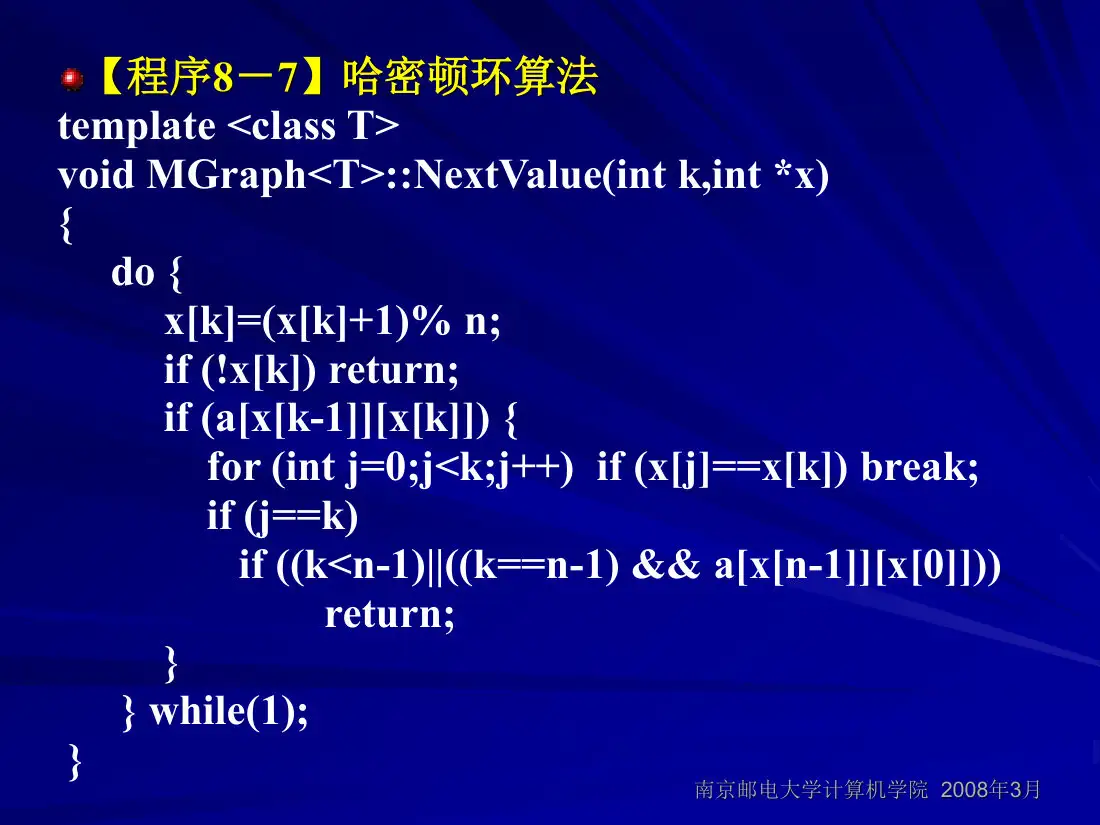 【程序8－7】哈密顿环算法
template <class T>
void MGraph<T>::NextValue(int k,int *x)
{
do {
x[k]=(x[k]+1)% n;
if (!x[k]) return;
if (a[x[k-1]][x[k]]) {
for (int j=0;j<k;j++) if (x[j]==x[k]) break;
if (j==k)
if ((k<n-1)||((k==n-1) && a[x[n-1]][x[0]]))
return;
}
} while(1);
}
南京邮电大学计算机学院 2008年3月